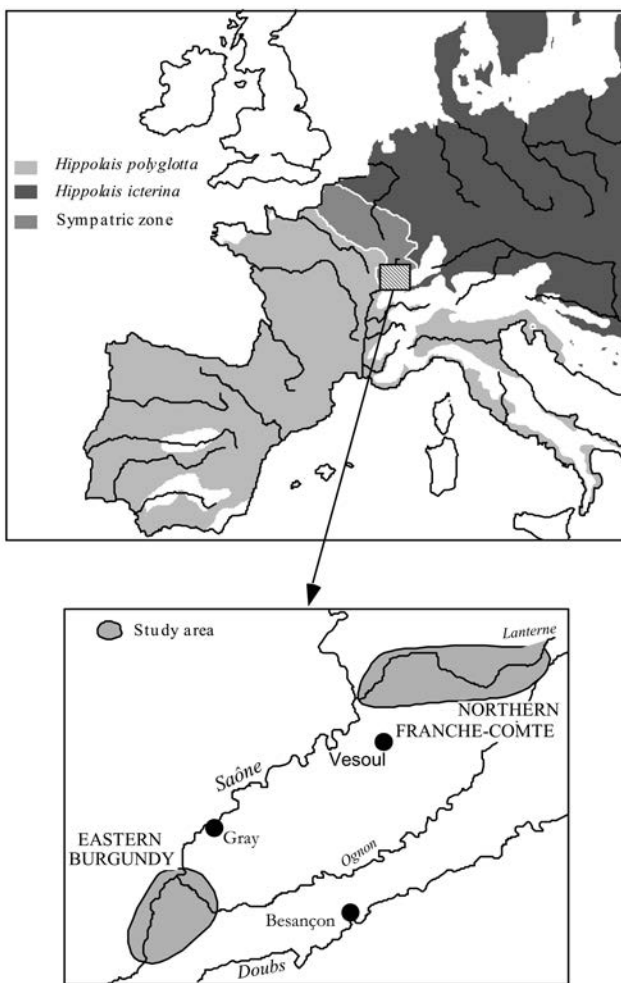 Hippolais polyglotta
Hippolais icterina
Sympatric zone
Study area
Lanterne
NORTHERN
FRANCHE-COMTE
Vesoul
Saône
Gray
EASTERN
BURGUNDY
Ognon
Besançon
Doubs